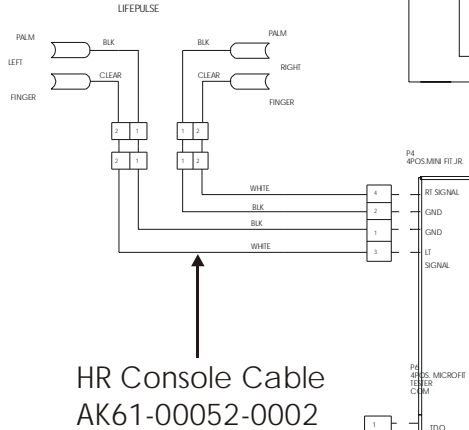 LIFEPULSE
PALM
BLK
BLK
PALM
LEFT
CLEAR
CLEAR
RIGHT
FINGER
FINGER
2 1
1 2
2 1
1 2
P4
4POS.MINI FIT JR.
WHITE
4
RT SIGNAL
BLK
2
GND
BLK
1
GND
WHITE
3
LT
SIGNAL
HR Console Cable
AK61-00052-0002
P6
4POS. MICROFIT
TESTER
COM
1
TDO